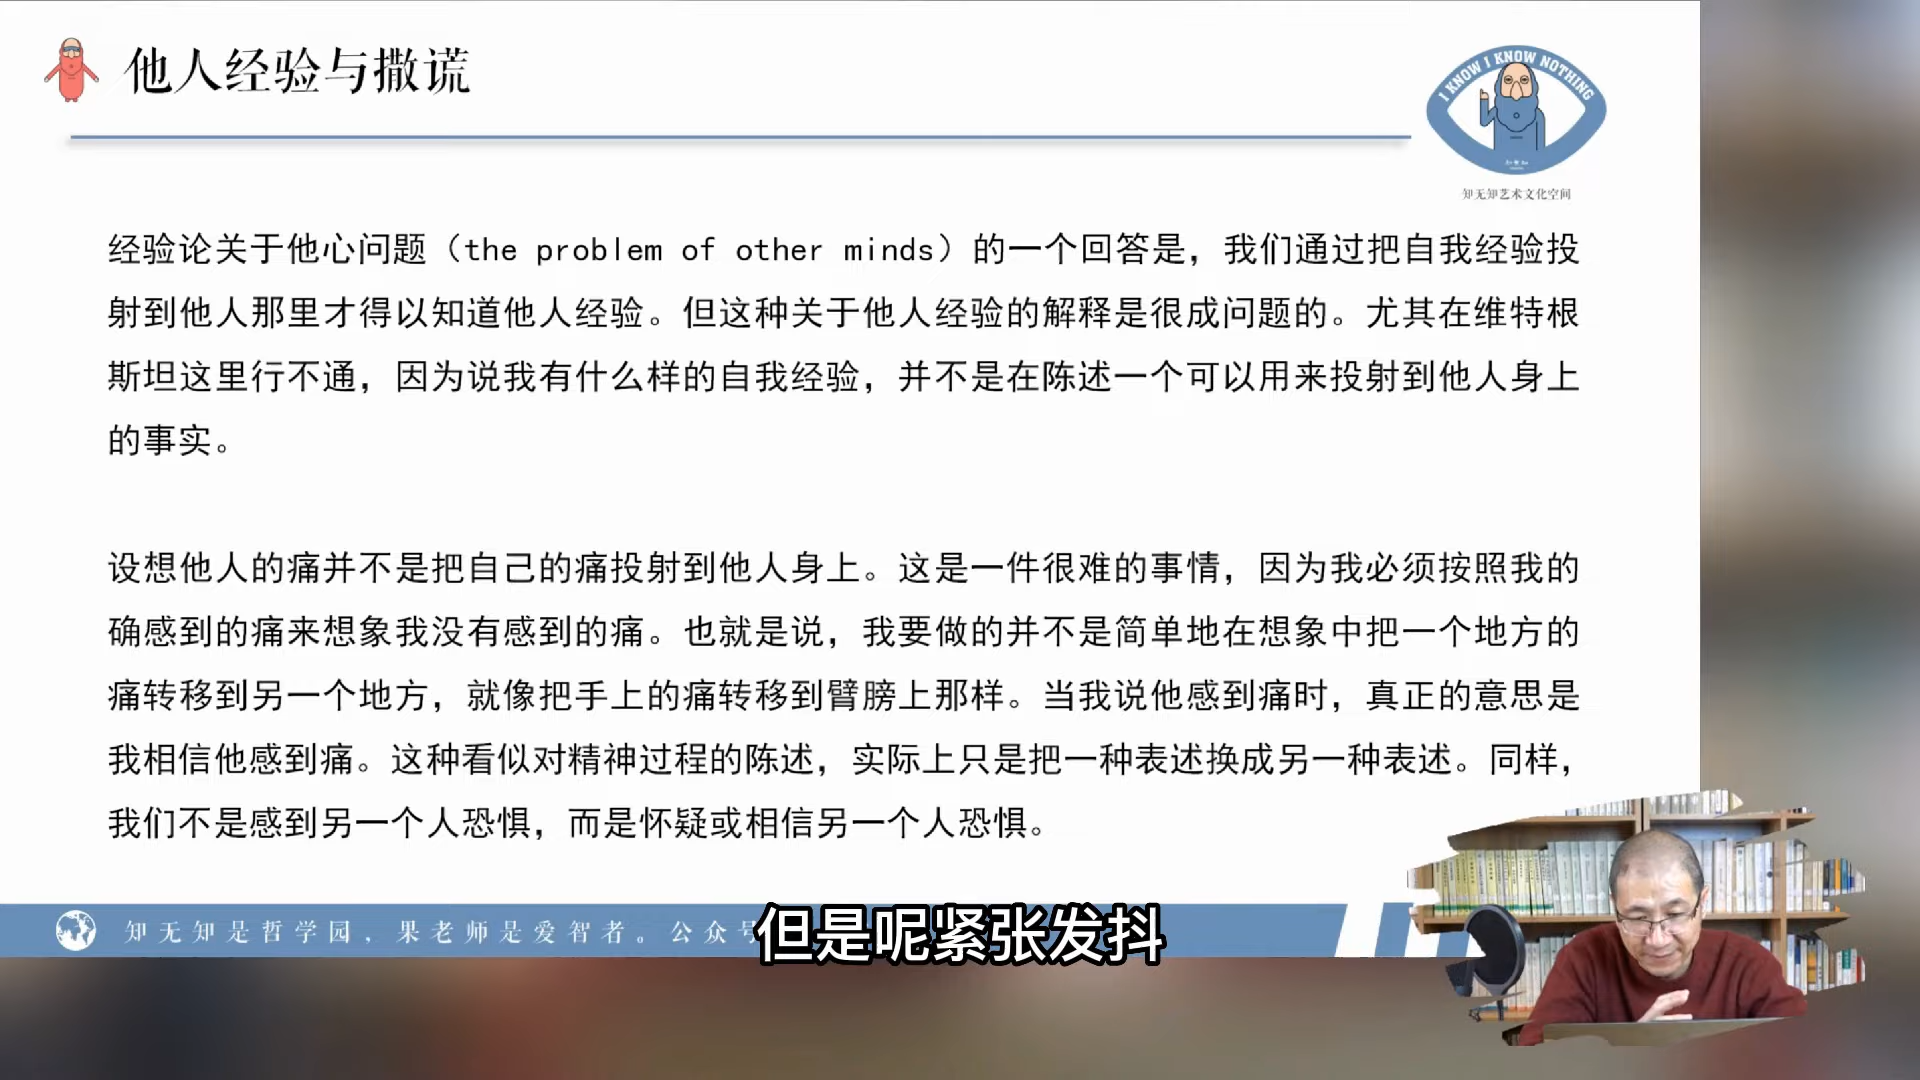 他人经验与撒谎
I KNOW I KNOW NOTHING
知无知
知无知艺术文化空间
经验论关于他心问题（the problem of other minds）的一个回答是，我们通过把自我经验投
射到他人那里才得以知道他人经验。但这种关于他人经验的解释是很成问题的。尤其在维特根
斯坦这里行不通，因为说我有什么样的自我经验，并不是在陈述一个可以用来投射到他人身上
的事实。
设想他人的痛并不是把自己的痛投射到他人身上。这是一件很难的事情，因为我必须按照我的
确感到的痛来想象我没有感到的痛。也就是说，我要做的并不是简单地在想象中把一个地方的
痛转移到另一个地方，就像把手上的痛转移到臂膀上那样。当我说他感到痛时，真正的意思是
我相信他感到痛。这种看似对精神过程的陈述，实际上只是把一种表述换成另一种表述。同样，
我们不是感到另一个人恐惧，而是怀疑或相信另一个人恐惧。
知无知是哲学园，果老师是爱智者。公众号
但是呢紧张发抖